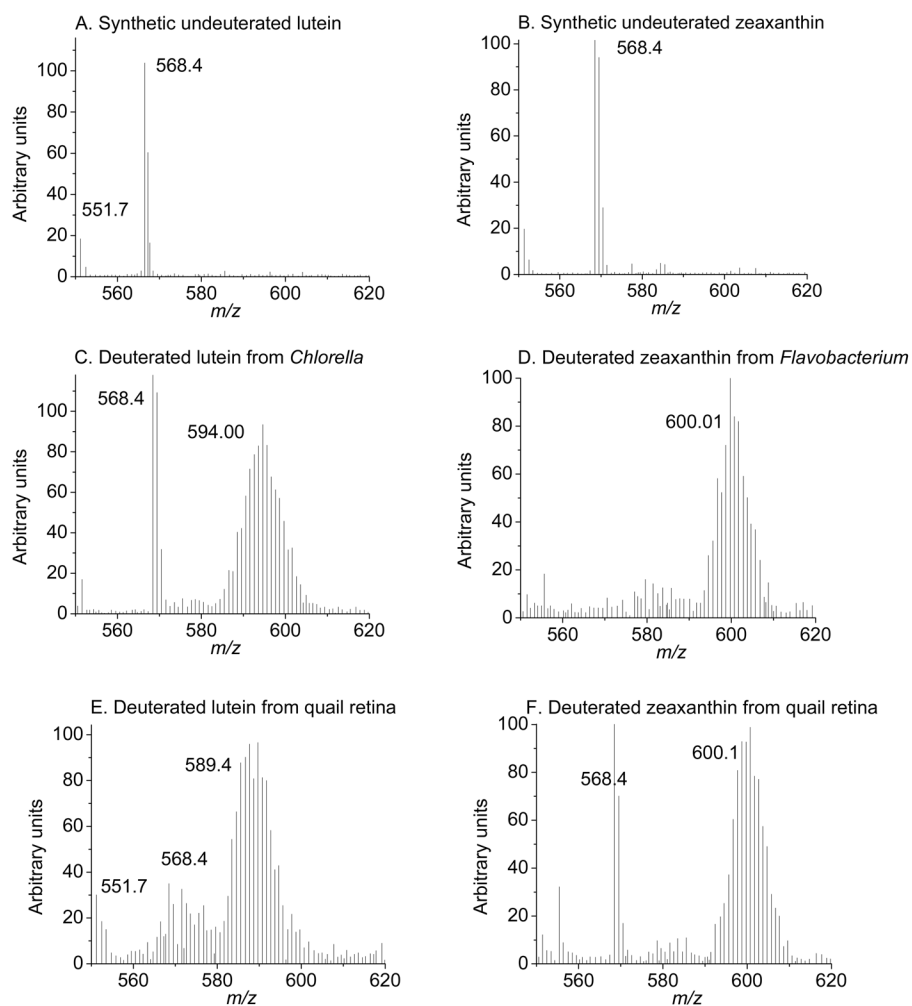 A. Synthetic undeuterated lutein
568.4
551.7
Arbitrary units
100
80
60
40
20
0
560 580 600 620
m/z
B. Synthetic undeuterated zeaxanthin
568.4
Arbitrary units
100
80
60
40
20
0
560 580 600 620
m/z
C. Deuterated lutein from Chlorella
568.4
594.00
Arbitrary units
100
80
60
40
20
0
560 580 600 620
m/z
D. Deuterated zeaxanthin from Flavobacterium
600.01
Arbitrary units
100
80
60
40
20
0
560 580 600 620
m/z
E. Deuterated lutein from quail retina
589.4
568.4
551.7
Arbitrary units
100
80
60
40
20
0
560 580 600 620
m/z
F. Deuterated zeaxanthin from quail retina
600.1
568.4
Arbitrary units
100
80
60
40
20
0
560 580 600 620
m/z